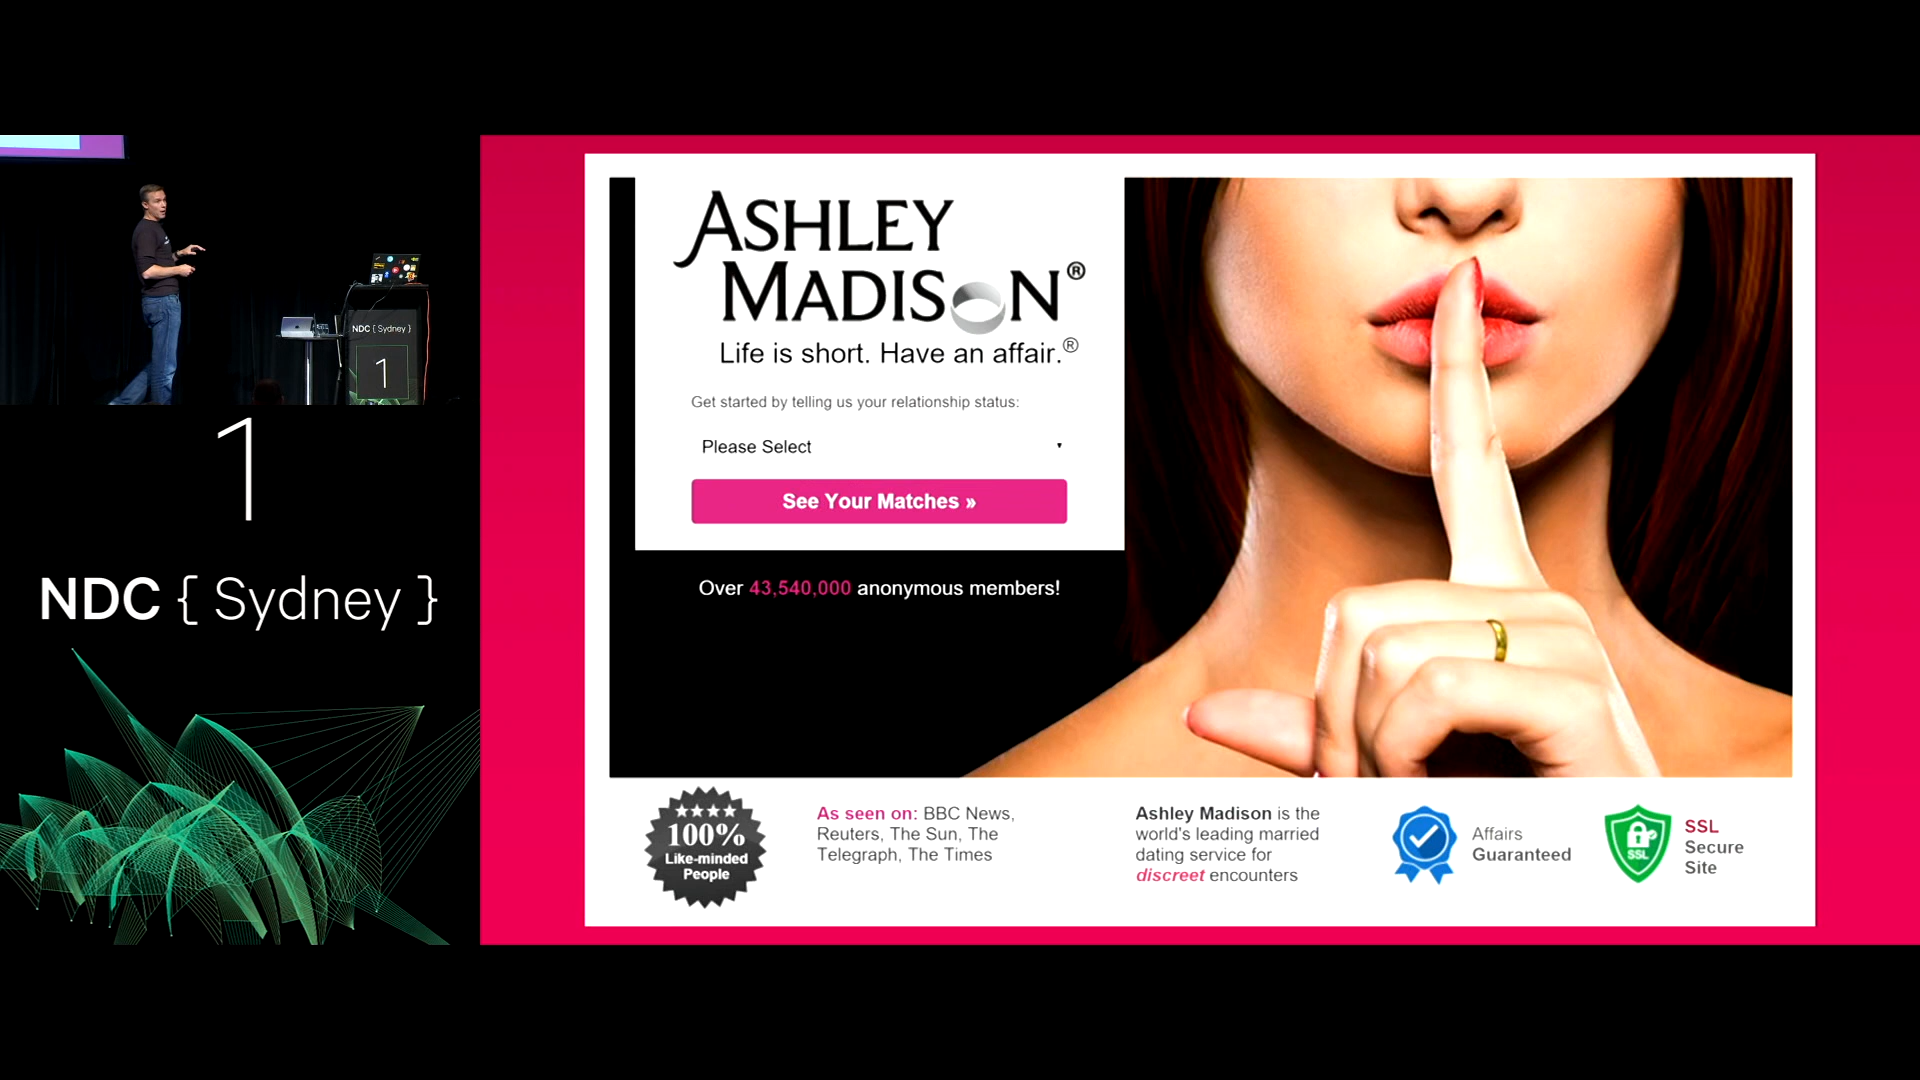 NDC { Sydney }
1
1
NDC { Sydney }
ASHLEY
MADISON®
Life is short. Have an affair.®
Get started by telling us your relationship status:
Please Select
See Your Matches »
Over 43,540,000 anonymous members!
100%
Like-minded
People
As seen on: BBC News,
Reuters, The Sun, The
Telegraph, The Times
Ashley Madison is the
world's leading married
dating service for
discreet encounters
Affairs
Guaranteed
SSL
SSL
Secure
Site